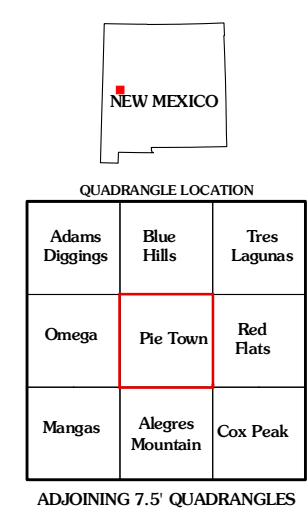 NEW MEXICO
QUADRANGLE LOCATION
Adams
Diggings
Blue
Hills
Tres
Lagunas
Omega
Pie Town
Red
Flats
Mangas
Alegres
Mountain
Cox Peak
ADJOINING 7.5' QUADRANGLES